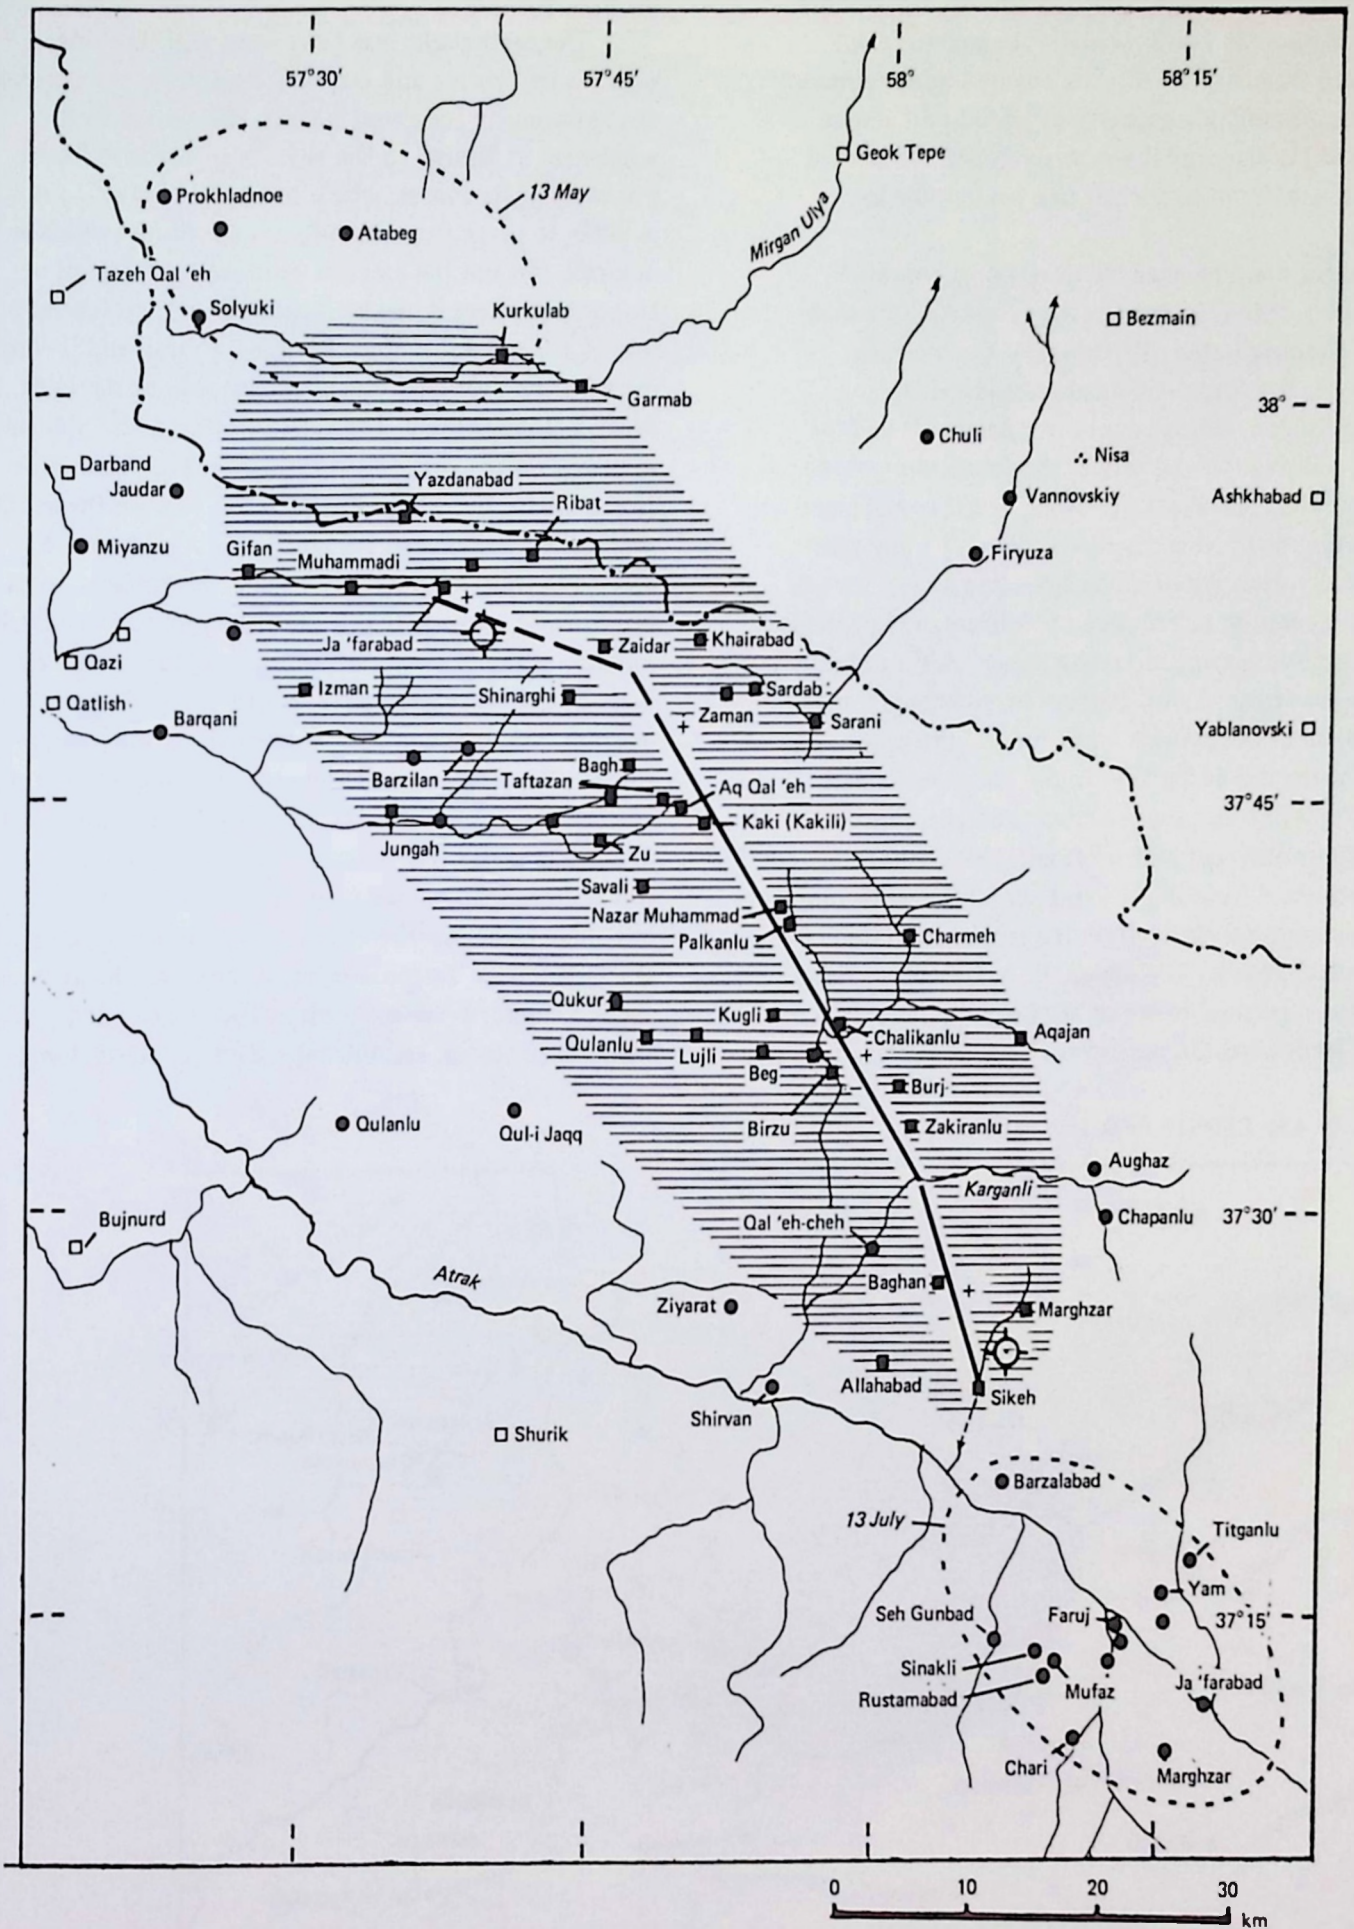 57°30′
57°45′
58°
58°15′
Geok Tepe
Prokhladnoe
13 May
Atabeg
Mirgan Ulya
Tazeh Qal 'eh
Solyuki
Kurkulab
Bezmain
Garmab
38°
Chuli
Darband
Nisa
Jaudar
Yazdanabad
Vannovskiy
Ashkhabad
Ribat
Miyanzu
Gifan
Muhammadi
Firyuza
+
Ja 'farabad
Zaidar
Khairabad
Qazi
Izman
Shinarghi
Sardab
Qatlish
Zaman
Sarani
Barqani
+
Yablanovski
Bagh
Barzilan
Taftazan
Aq Qal 'eh
37°45′
Kaki (Kakili)
Jungah
Zu
Savali
Nazar Muhammad
Palkanlu
Charmeh
Qukur
Kugli
Qulanlu
Lujli
Chalikanlu
Aqajan
Beg
+
−
Burj
Birzu
Zakiranlu
Qulanlu
Qul-i Jaqq
Aughaz
Karganli
Bujnurd
Qal 'eh-cheh
Chapanlu
37°30′
Atrak
Baghan
+
−
Ziyarat
Marghzar
Allahabad
Sikeh
Shirvan
Shurik
Barzalabad
13 July
Titganlu
Yam
Seh Gunbad
Faruj
37°15′
Sinakli
Rustamabad
Mufaz
Ja 'farabad
Chari
Marghzar
0 10 20 30
km